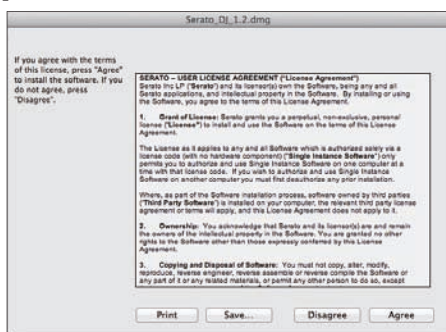 Serato_DJ_1.2.dmg
If you agree with the terms
of this license, press "Agree"
to install the software. If you
do not agree, press
"Disagree".
SERATO – USER LICENSE AGREEMENT ("License Agreement")
Serato Inc LP ("Serato") and its licensor(s) own the Software, being any and all
Serato applications, and intellectual property in the Software. By installing or using
the Software, you agree to the terms of this License Agreement.
1. Grant of License: Serato grants you a perpetual, non-exclusive, personal
license ("License") to install and use the Software on the terms of this License
Agreement.
The License as it applies to any and all Software which is authorized solely via a
license code (with no hardware component) ("Single Instance Software") only
permits you to authorize and use Single Instance Software on one computer at a
time with that license code. If you wish to authorize and use Single Instance
Software on another computer you must first deauthorize any prior installation.
Where, as part of the Software installation process, software owned by third parties
("Third Party Software") is installed on your computer, the relevant third party license
agreement or terms will apply, and this License Agreement does not apply to it.
2. Ownership: You acknowledge that Serato and its licensor(s) are and remain
the owners of the intellectual property in the Software. You are granted no other
rights to the Software other than those expressly conferred by this License
Agreement.
3. Copying and Disposal of Software: You must not copy, alter, modify,
reproduce, reverse engineer, reverse assemble or reverse compile the Software or
any part of it or any related materials, or permit any other person to do so, except
Print Save... Disagree Agree